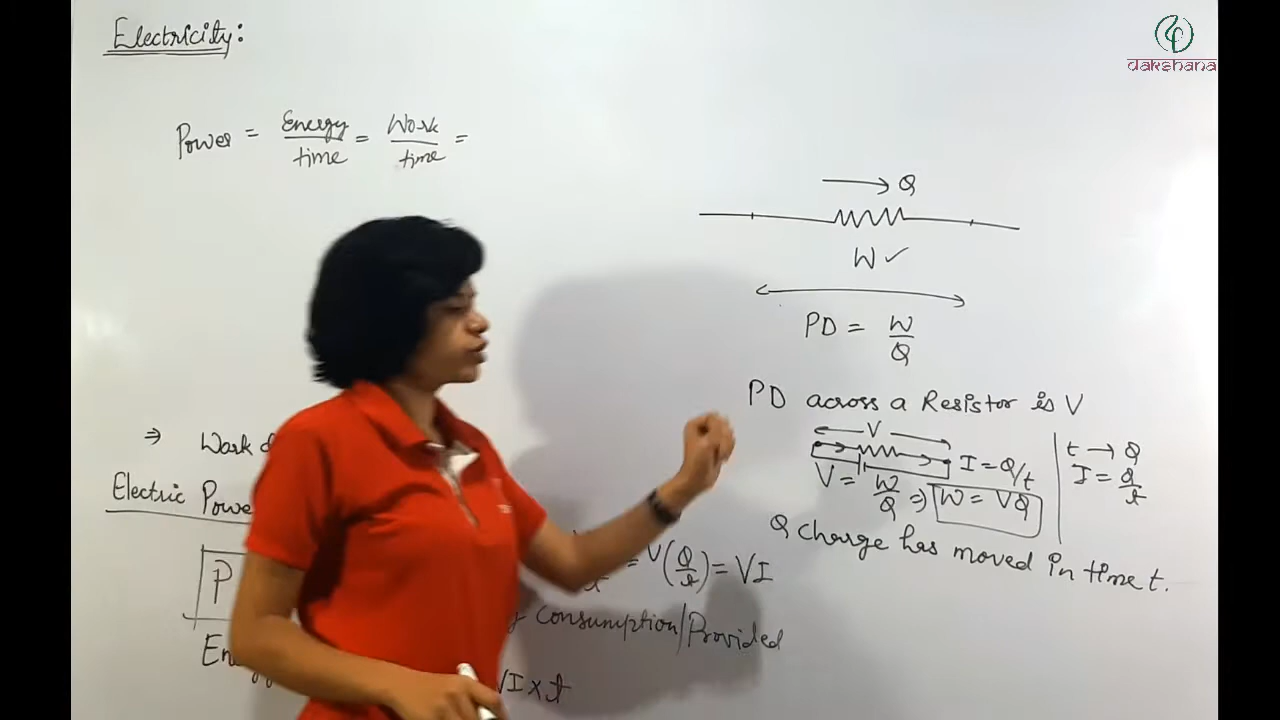 Electricity:
dakshana
Power = Energy/time = Work/time =
Q
W ✓
PD = W/Q
PD across a Resistor is V
V
I = Q/t
V = W/Q ⇒ W = VQ
t → Q
I = Q/t
Q charge has moved in time t.
⇒ Work
Electric Power
P
= V(Q/t) = VI
consumption/Provided
VI × t